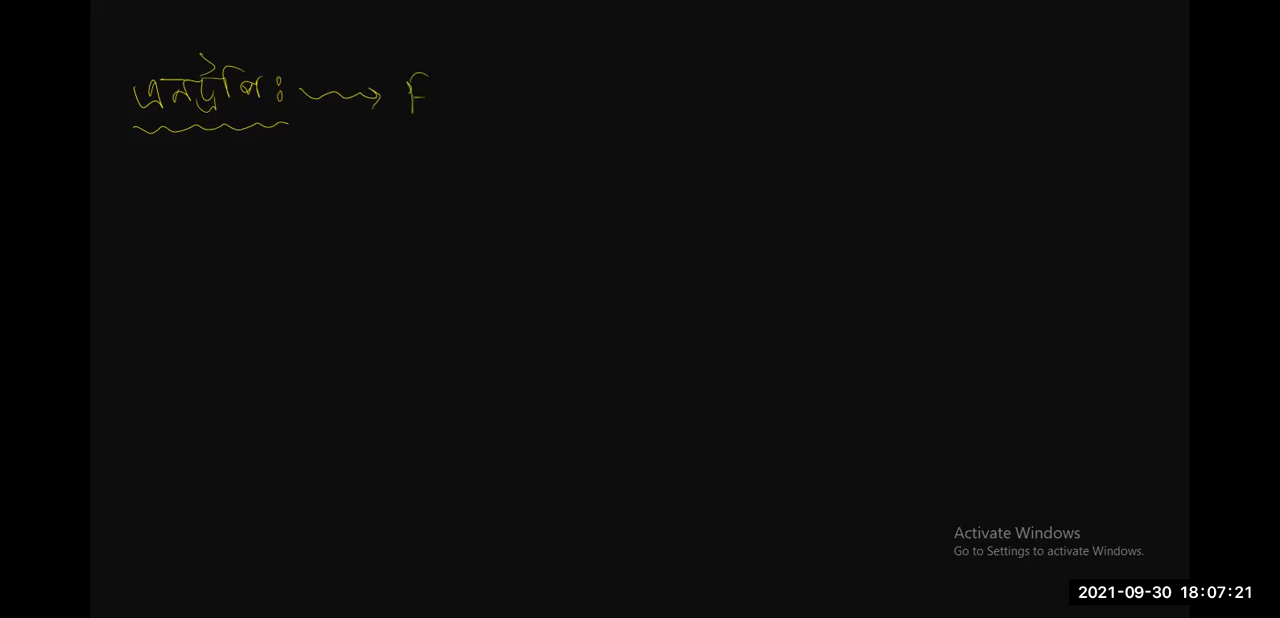 এনট্রপি : → F
Activate Windows
Go to Settings to activate Windows.
2021-09-30 18:07:21